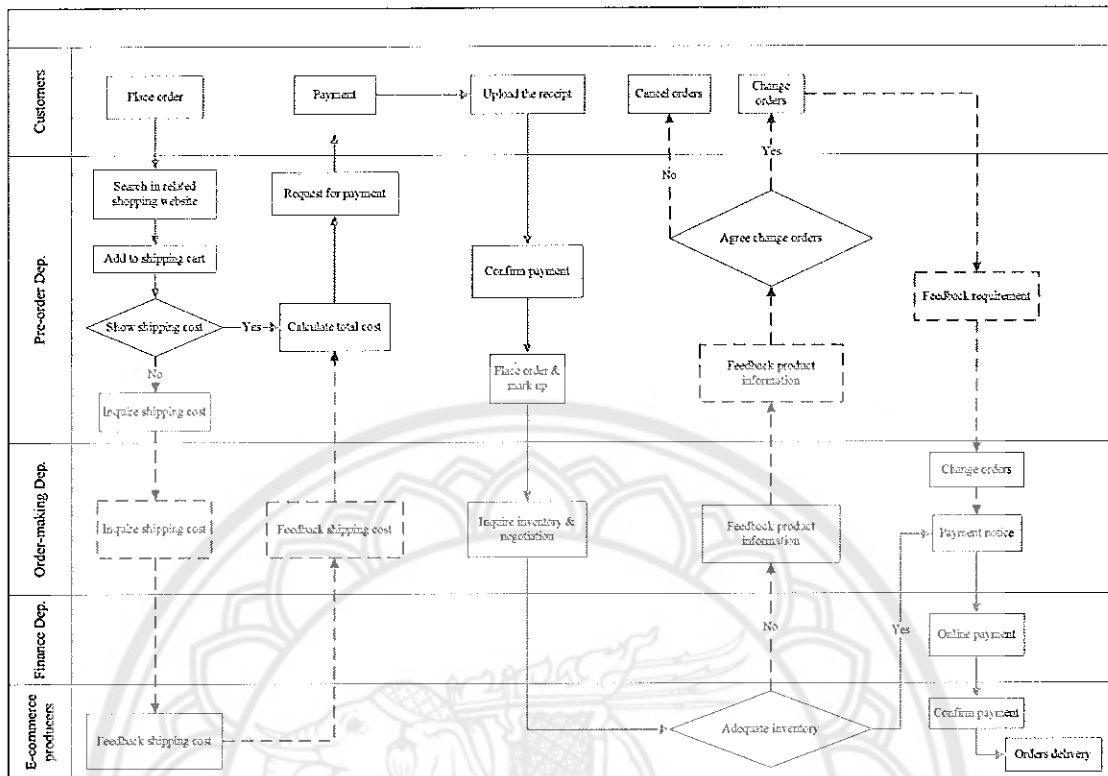 Customers
Place order
Payment
Upload the receipt
Cancel orders
Change
orders
Pre-order Dep.
Search in related
shopping website
Request for payment
No
Yes
Add to shipping cart
Agree change orders
Confirm payment
Feedback requirement
Show shipping cost
Yes
Calculate total cost
No
Place order &
mark up
Feedback product
information
Inquire shipping cost
Order-making Dep.
Change orders
Inquire shipping cost
Feedback shipping cost
Inquire inventory &
negotiation
Feedback product
information
Payment notice
Finance Dep.
No
Yes
Online payment
E-commerce
producers
Feedback shipping cost
Adequate inventory
Confirm payment
Orders delivery